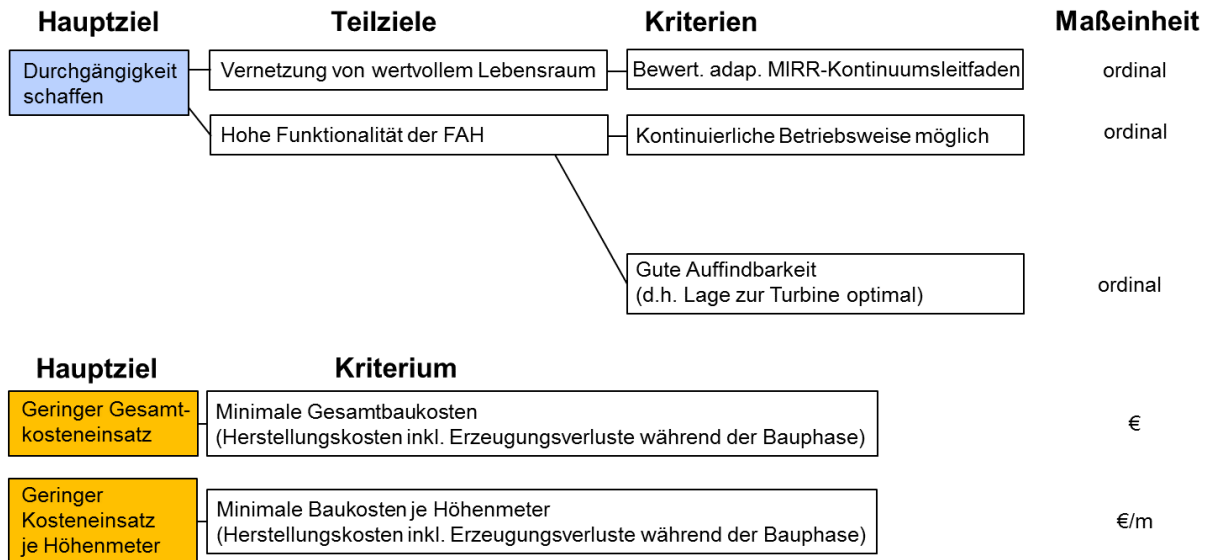 Hauptziel Teilziele Kriterien Maßeinheit
Durchgängigkeit
schaffen
Vernetzung von wertvollem Lebensraum
Bewert. adap. MIRR-Kontinuumsleitfaden
ordinal
Hohe Funktionalität der FAH
Kontinuierliche Betriebsweise möglich
ordinal
Gute Auffindbarkeit
(d.h. Lage zur Turbine optimal)
ordinal
Hauptziel Kriterium
Geringer Gesamt-
kosteneinsatz
Minimale Gesamtbaukosten
(Herstellungskosten inkl. Erzeugungsverluste während der Bauphase)
€
Geringer
Kosteneinsatz
je Höhenmeter
Minimale Baukosten je Höhenmeter
(Herstellungskosten inkl. Erzeugungsverluste während der Bauphase)
€/m